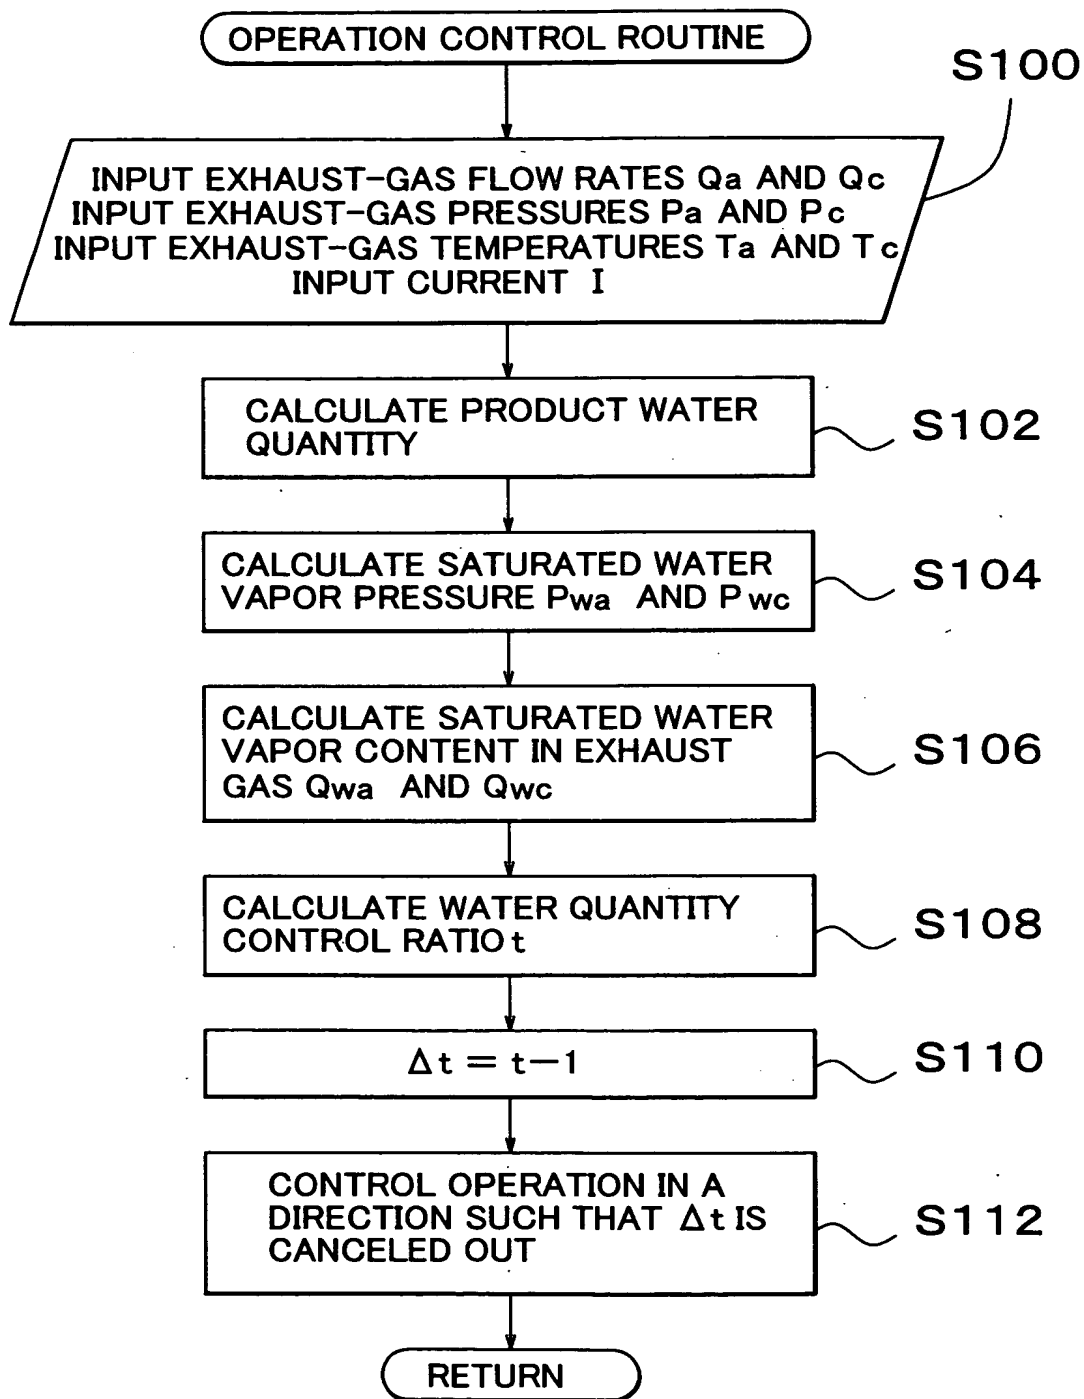 OPERATION CONTROL ROUTINE
S100
INPUT EXHAUST-GAS FLOW RATES Qa AND Qc
INPUT EXHAUST-GAS PRESSURES Pa AND Pc
INPUT EXHAUST-GAS TEMPERATURES Ta AND Tc
INPUT CURRENT I
CALCULATE PRODUCT WATER
QUANTITY
S102
CALCULATE SATURATED WATER
VAPOR PRESSURE Pwa AND Pwc
S104
CALCULATE SATURATED WATER
VAPOR CONTENT IN EXHAUST
GAS Qwa AND Qwc
S106
CALCULATE WATER QUANTITY
CONTROL RATIO t
S108
Δt = t-1
S110
CONTROL OPERATION IN A
DIRECTION SUCH THAT Δt IS
CANCELED OUT
S112
RETURN